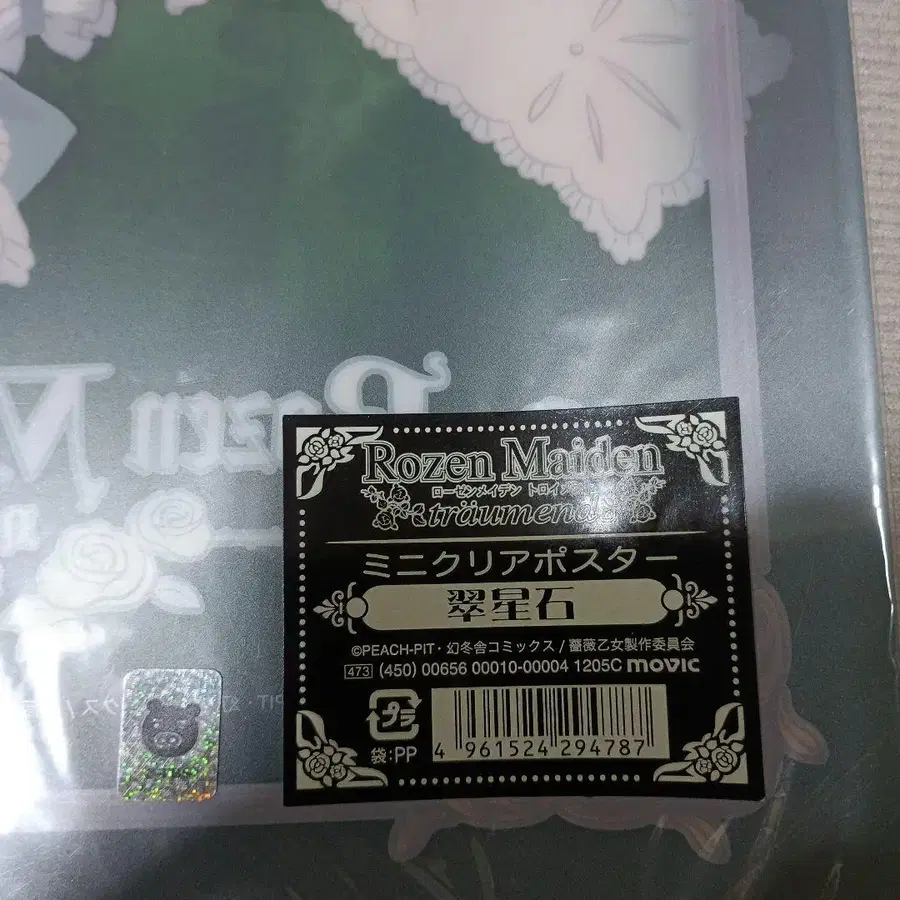 Rozen M
Rozen Maiden
ローゼンメイデン トロイ
träumend
ミニクリアポスター
翠星石
©PEACH-PIT・幻冬舎コミックス / 薔薇乙女製作委員会
473 (450) 00656 00010-00004 1205C movic
プラ
袋:PP
4 961524 294787